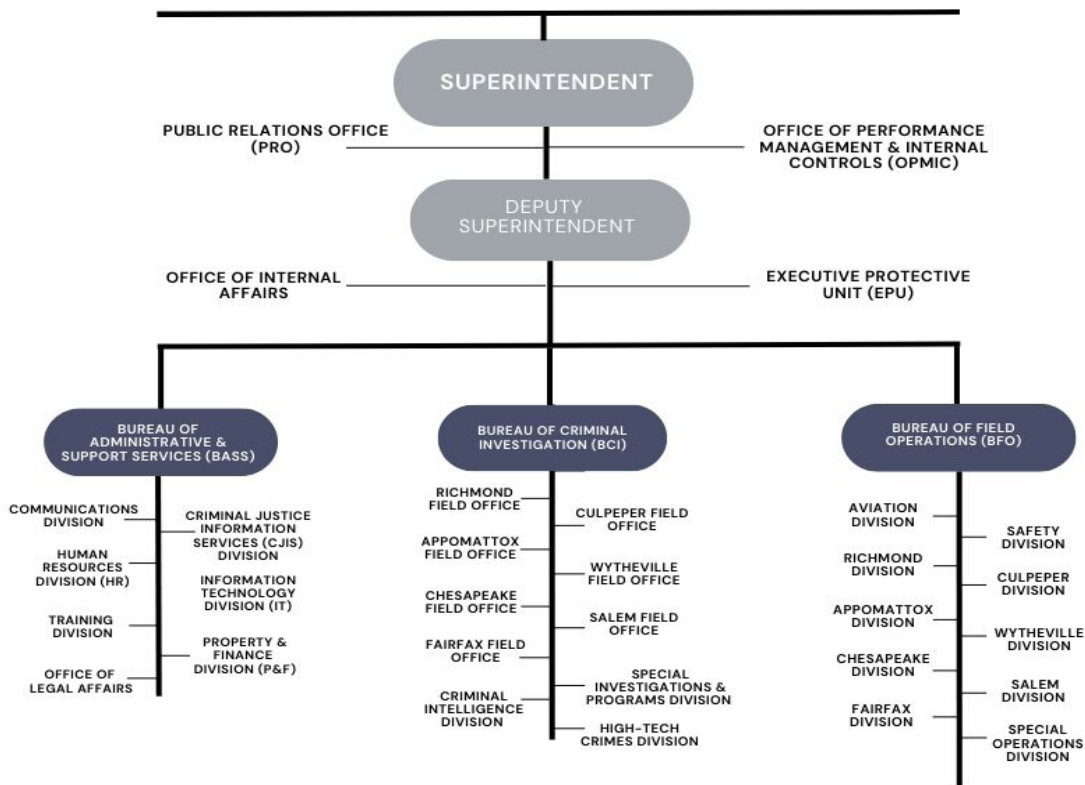 SUPERINTENDENT
PUBLIC RELATIONS OFFICE
(PRO)
OFFICE OF PERFORMANCE
MANAGEMENT & INTERNAL
CONTROLS (OPMIC)
DEPUTY
SUPERINTENDENT
OFFICE OF INTERNAL
AFFAIRS
EXECUTIVE PROTECTIVE
UNIT (EPU)
BUREAU OF
ADMINISTRATIVE &
SUPPORT SERVICES (BASS)
COMMUNICATIONS
DIVISION
CRIMINAL JUSTICE
INFORMATION
SERVICES (CJIS)
DIVISION
HUMAN
RESOURCES
DIVISION (HR)
INFORMATION
TECHNOLOGY
DIVISION (IT)
TRAINING
DIVISION
PROPERTY &
FINANCE
DIVISION (P&F)
OFFICE OF
LEGAL AFFAIRS
BUREAU OF CRIMINAL
INVESTIGATION (BCI)
RICHMOND
FIELD OFFICE
CULPEPER FIELD
OFFICE
APPOMATTOX
FIELD OFFICE
WYTHEVILLE
FIELD OFFICE
CHESAPEAKE
FIELD OFFICE
SALEM FIELD
OFFICE
FAIRFAX FIELD
OFFICE
SPECIAL
INVESTIGATIONS &
PROGRAMS DIVISION
CRIMINAL
INTELLIGENCE
DIVISION
HIGH-TECH
CRIMES DIVISION
BUREAU OF FIELD
OPERATIONS (BFO)
AVIATION
DIVISION
SAFETY
DIVISION
RICHMOND
DIVISION
CULPEPER
DIVISION
APPOMATTOX
DIVISION
WYTHEVILLE
DIVISION
CHESAPEAKE
DIVISION
SALEM
DIVISION
FAIRFAX
DIVISION
SPECIAL
OPERATIONS
DIVISION